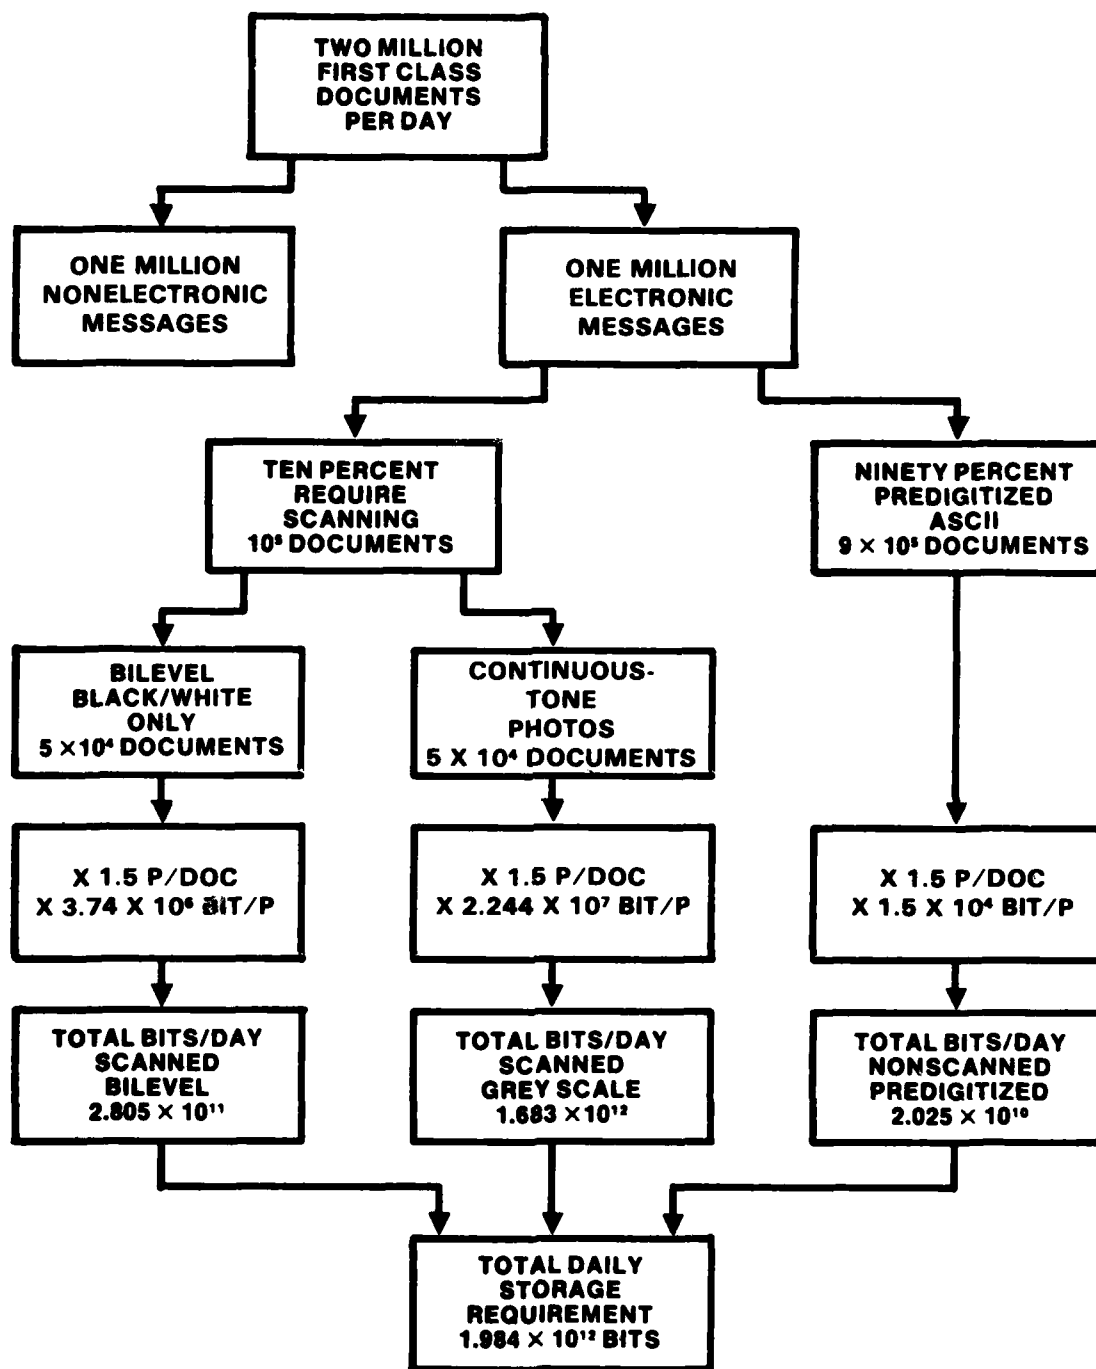 TWO MILLION
FIRST CLASS
DOCUMENTS
PER DAY
ONE MILLION
NONELECTRONIC
MESSAGES
ONE MILLION
ELECTRONIC
MESSAGES
TEN PERCENT
REQUIRE
SCANNING
10⁵ DOCUMENTS
NINETY PERCENT
PREDIGITIZED
ASCII
9 × 10⁵ DOCUMENTS
BILEVEL
BLACK/WHITE
ONLY
5 ×10⁴ DOCUMENTS
CONTINUOUS-
TONE
PHOTOS
5 X 10⁴ DOCUMENTS
X 1.5 P/DOC
X 3.74 X 10⁶ BIT/P
X 1.5 P/DOC
X 2.244 X 10⁷ BIT/P
X 1.5 P/DOC
X 1.5 X 10⁴ BIT/P
TOTAL BITS/DAY
SCANNED
BILEVEL
2.805 × 10¹¹
TOTAL BITS/DAY
SCANNED
GREY SCALE
1.683 ×10¹²
TOTAL BITS/DAY
NONSCANNED
PREDIGITIZED
2.025 × 10¹⁰
TOTAL DAILY
STORAGE
REQUIREMENT
1.984 × 10¹² BITS